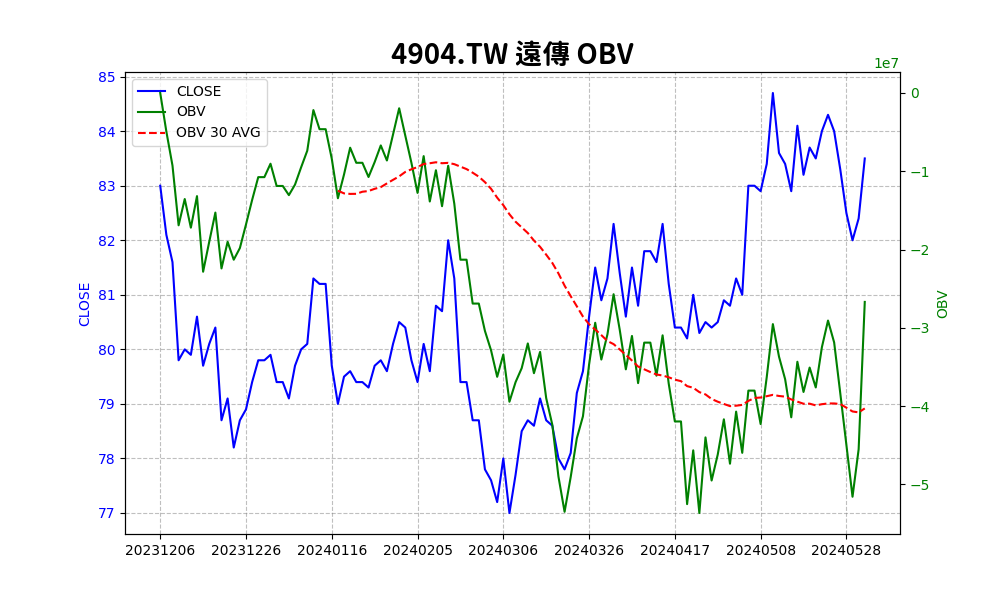 4904.TW 遠傳 OBV
1e7
CLOSE
OBV
OBV 30 AVG
CLOSE
85
84
83
82
81
80
79
78
77
0
−1
−2
−3
−4
−5
OBV
20231206 20231226 20240116 20240205 20240306 20240326 20240417 20240508 20240528